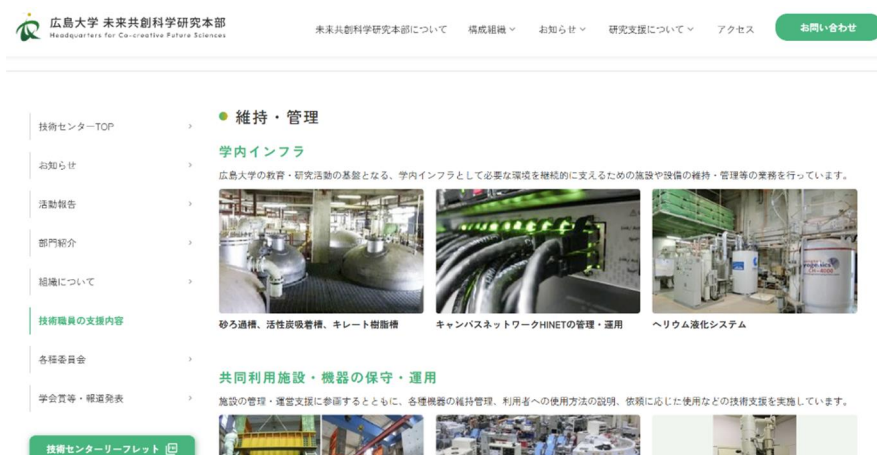 広島大学 未来共創科学研究本部
Headquarters for Co-creative Future Sciences
未来共創科学研究本部について
構成組織
お知らせ
研究支援について
アクセス
お問い合わせ
技術センターTOP
お知らせ
活動報告
部門紹介
組織について
技術職員の支援内容
各種委員会
学会賞等・報道発表
技術センターリーフレット
維持・管理
学内インフラ
広島大学の教育・研究活動の基盤となる、学内インフラとして必要な環境を継続的に支えるための施設や設備の維持・管理等の業務を行っています。
砂ろ過槽、活性炭吸着槽、キレート樹脂槽
キャンパスネットワークHINETの管理・運用
ヘリウム液化システム
共同利用施設・機器の保守・運用
施設の管理・運営支援に参画するとともに、各種機器の維持管理、利用者への使用方法の説明、依頼に応じた使用などの技術支援を実施しています。